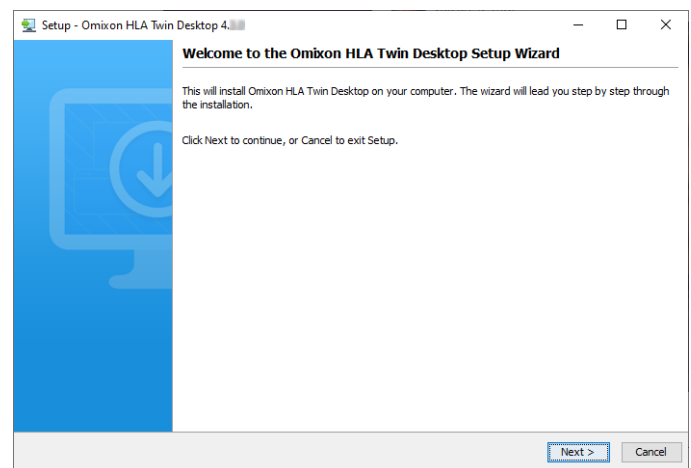 Setup - Omixon HLA Twin Desktop 4.
Welcome to the Omixon HLA Twin Desktop Setup Wizard
This will install Omixon HLA Twin Desktop on your computer. The wizard will lead you step by step through
the installation.
Click Next to continue, or Cancel to exit Setup.
Next >
Cancel